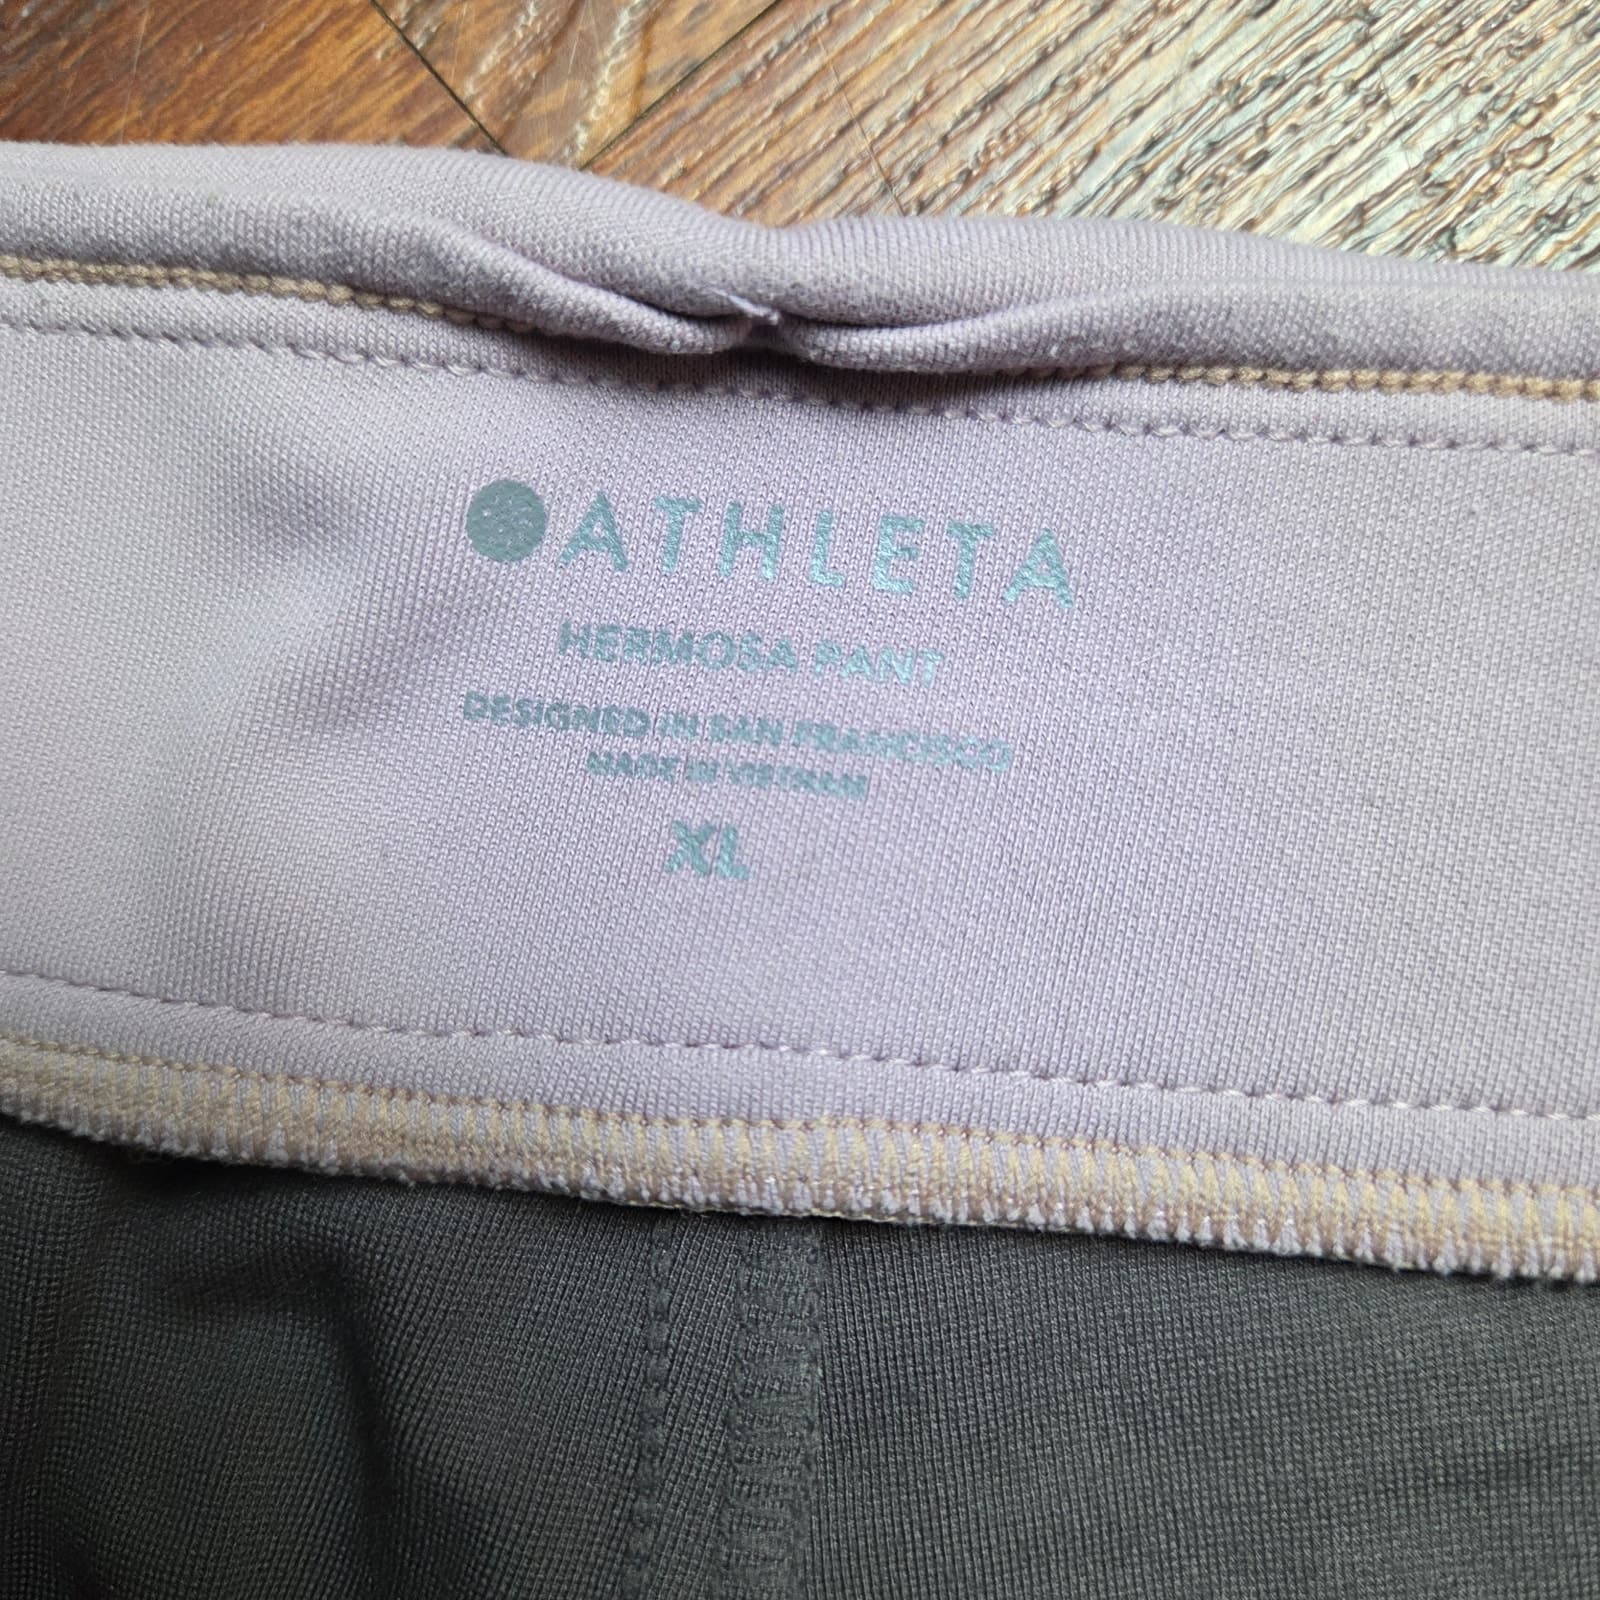 ATHLETA
HERMOSA PANT
DESIGNED IN SAN FRANCISCO
MADE IN VIETNAM
XL